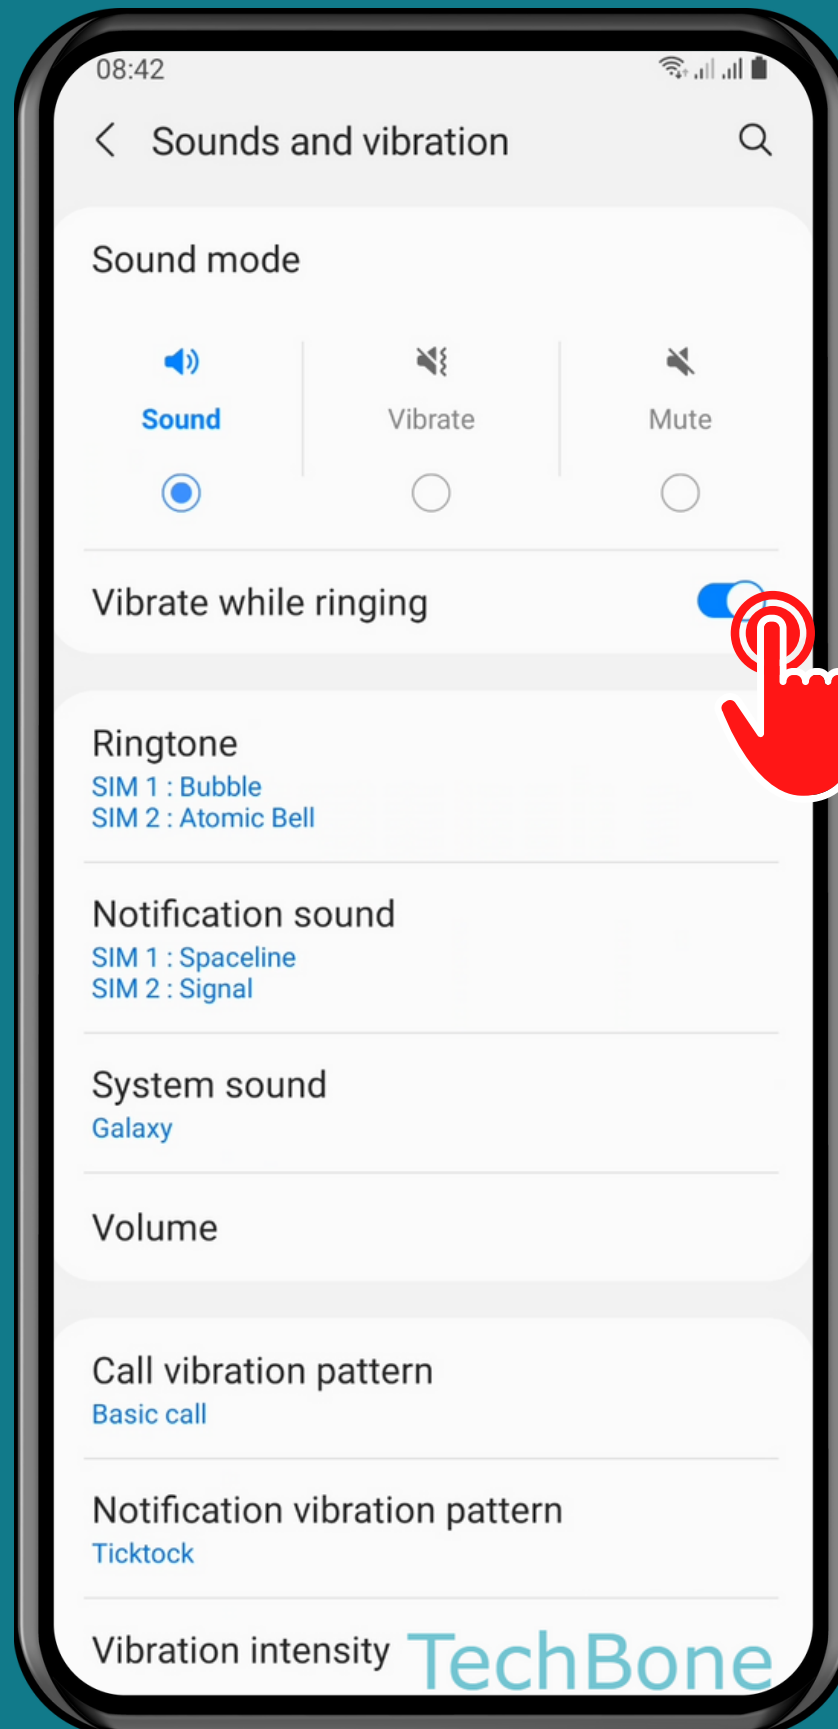 08:42
Sounds and vibration
Sound mode
Sound
Vibrate
Mute
Vibrate while ringing
Ringtone
SIM 1 : Bubble
SIM 2 : Atomic Bell
Notification sound
SIM 1 : Spaceline
SIM 2 : Signal
System sound
Galaxy
Volume
Call vibration pattern
Basic call
Notification vibration pattern
Ticktock
Vibration intensity
TechBone